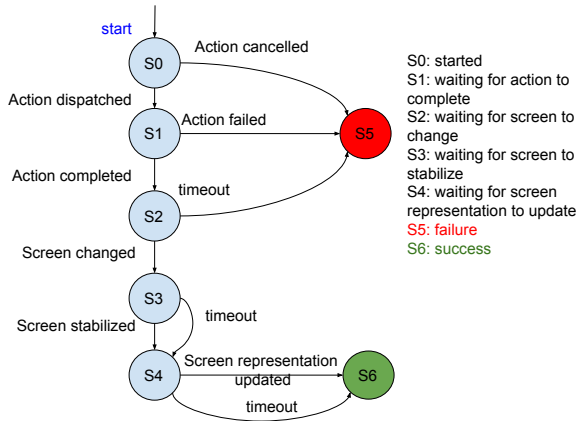 start
Action cancelled
S0
Action dispatched
S1
Action failed
S5
Action completed
timeout
S2
Screen changed
S3
timeout
Screen stabilized
S4
Screen representation
updated
S6
timeout
S0: started
S1: waiting for action to
complete
S2: waiting for screen to
change
S3: waiting for screen to
stabilize
S4: waiting for screen
representation to update
S5: failure
S6: success